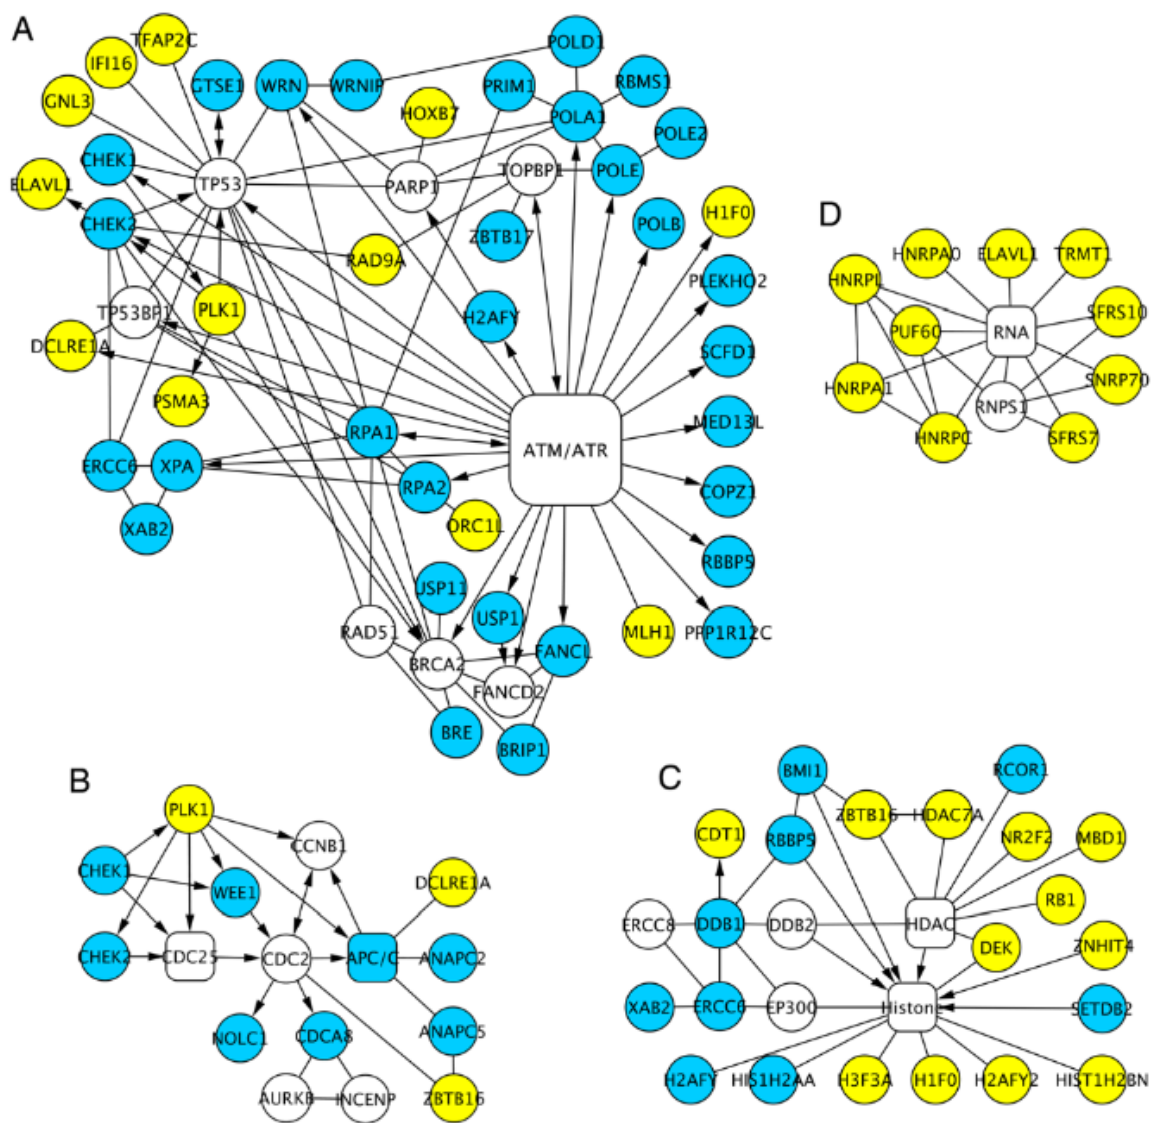 A
TFAP2C
POLD1
IFI16
GTSE1
WRN
WRNIP
PRIM1
RBMS1
GNL3
HOXB7
POLA1
POLE2
CHEK1
ELAVL1
TP53
PARP1
TOPBP1
POLE
CHEK2
RAD9A
ZBTB17
POLB
H1F0
PLEKHO2
TP53BP1
PLK1
H2AFY
DCLRE1A
SCFD1
PSMA3
RPA1
MED13L
ATM/ATR
ERCC6
XPA
RPA2
COPZ1
XAB2
ORC1L
RBBP5
USP11
USP1
RAD51
MLH1
PPP1R12C
BRCA2
FANCL
FANCD2
BRE
BRIP1
D
HNRPA0
ELAVL1
TRMT1
HNRPL
PUF60
RNA
SFRS10
HNRPA1
RNPS1
SNRP70
HNRPC
SFRS7
B
PLK1
CCNB1
CHEK1
WEE1
DCLRE1A
CHEK2
CDC25
CDC2
APC/C
ANAPC2
NOLC1
CDCA8
ANAPC5
AURKB
INCENP
ZBTB16
C
BMI1
RCOR1
CDT1
RBBP5
ZBTB16
HDAC7A
NR2F2
MBD1
ERCC8
DDB1
DDB2
HDAC
RB1
DEK
ZNHIT4
XAB2
ERCC6
EP300
Histone
SETDB2
H2AFY
HIS1H2AA
H3F3A
H1F0
H2AFY2
HIST1H2BN